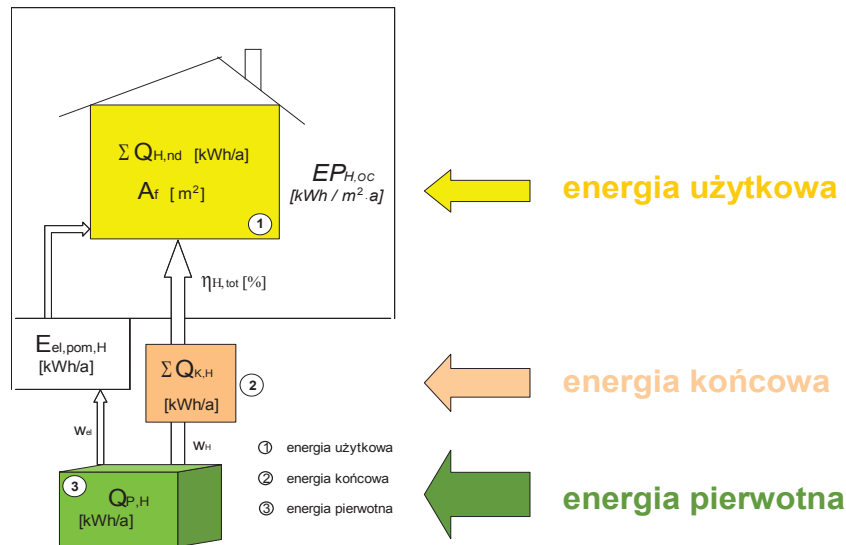 Σ QH,nd [kWh/a]
Af [ m²]
1
EPH,OC
[kWh / m²·a]
energia użytkowa
ηH,tot [%]
Eel,pom,H
[kWh/a]
Σ QK,H
[kWh/a]
2
energia końcowa
wel
wH
1 energia użytkowa
2 energia końcowa
3 energia pierwotna
3
QP,H
[kWh/a]
energia pierwotna